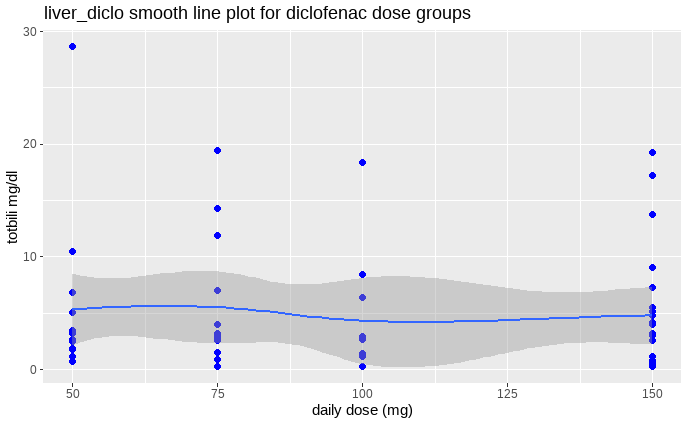 liver_diclo smooth line plot for diclofenac dose groups
30
20
10
0
totbili mg/dl
50 75 100 125 150
daily dose (mg)